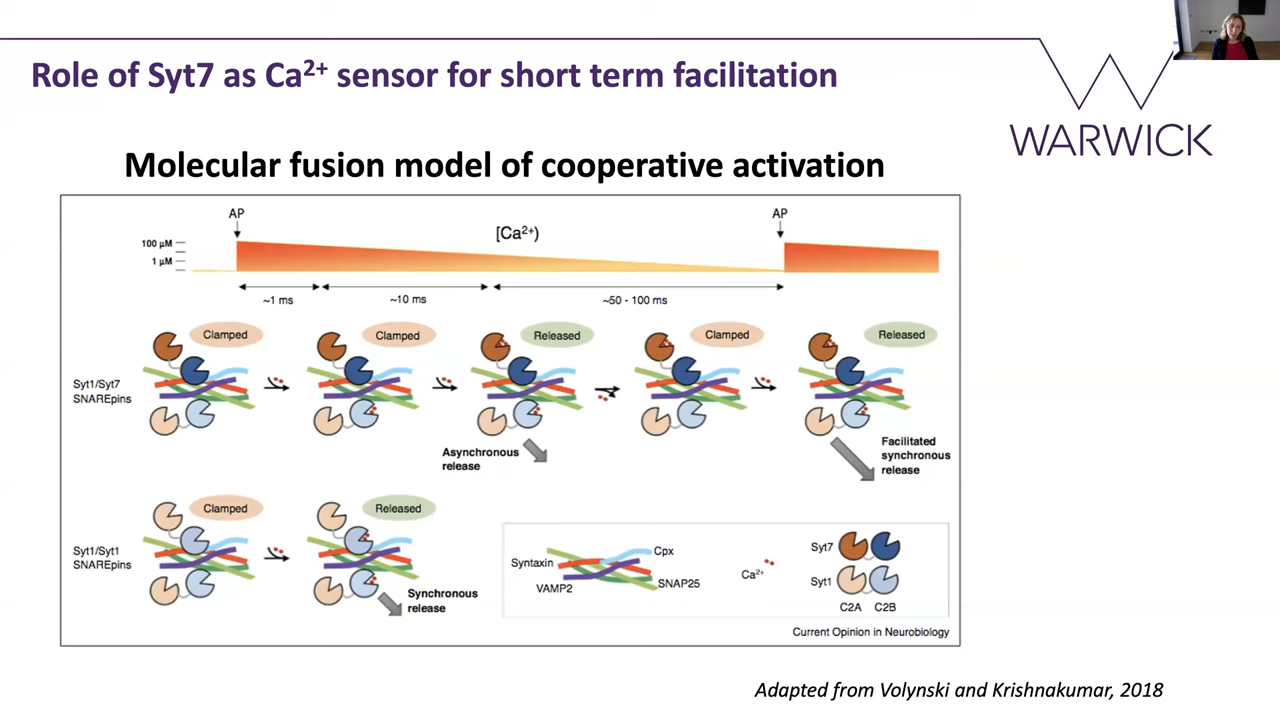 Role of Syt7 as Ca²⁺ sensor for short term facilitation
WARWICK
Molecular fusion model of cooperative activation
AP
AP
[Ca²⁺)
100 µM
1 µM
~1 ms
~10 ms
~50 - 100 ms
Clamped
Clamped
Released
Clamped
Released
Syt1/Syt7
SNAREpins
Asynchronous
release
Facilitated
synchronous
release
Clamped
Released
Syt1/Syt1
SNAREpins
Synchronous
release
Syntaxin
Cpx
VAMP2
SNAP25
Ca²⁺
Syt7
Syt1
C2A C2B
Current Opinion in Neurobiology
Adapted from Volynski and Krishnakumar, 2018